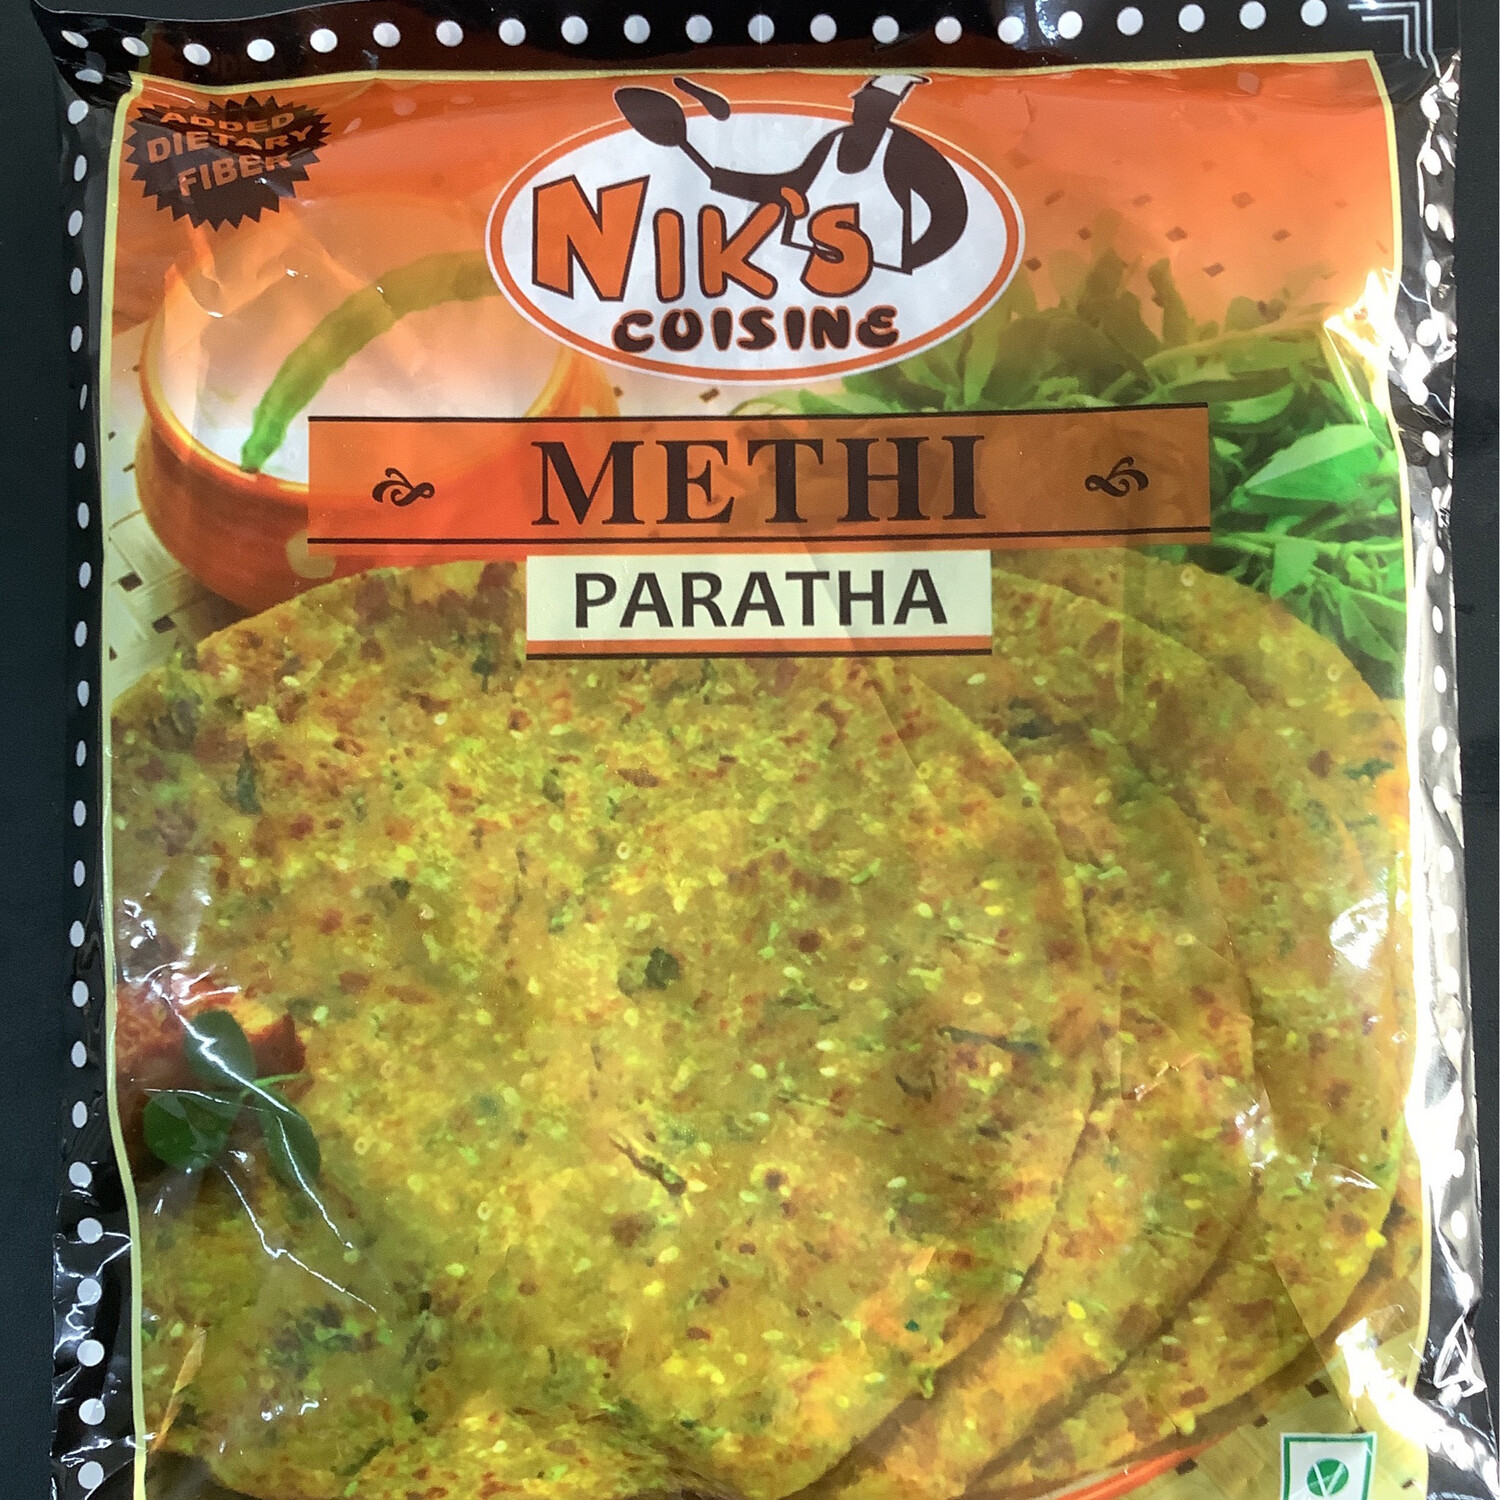 ADDED
DIETARY
FIBER
NIK'S
CUISINE
METHI
PARATHA
V